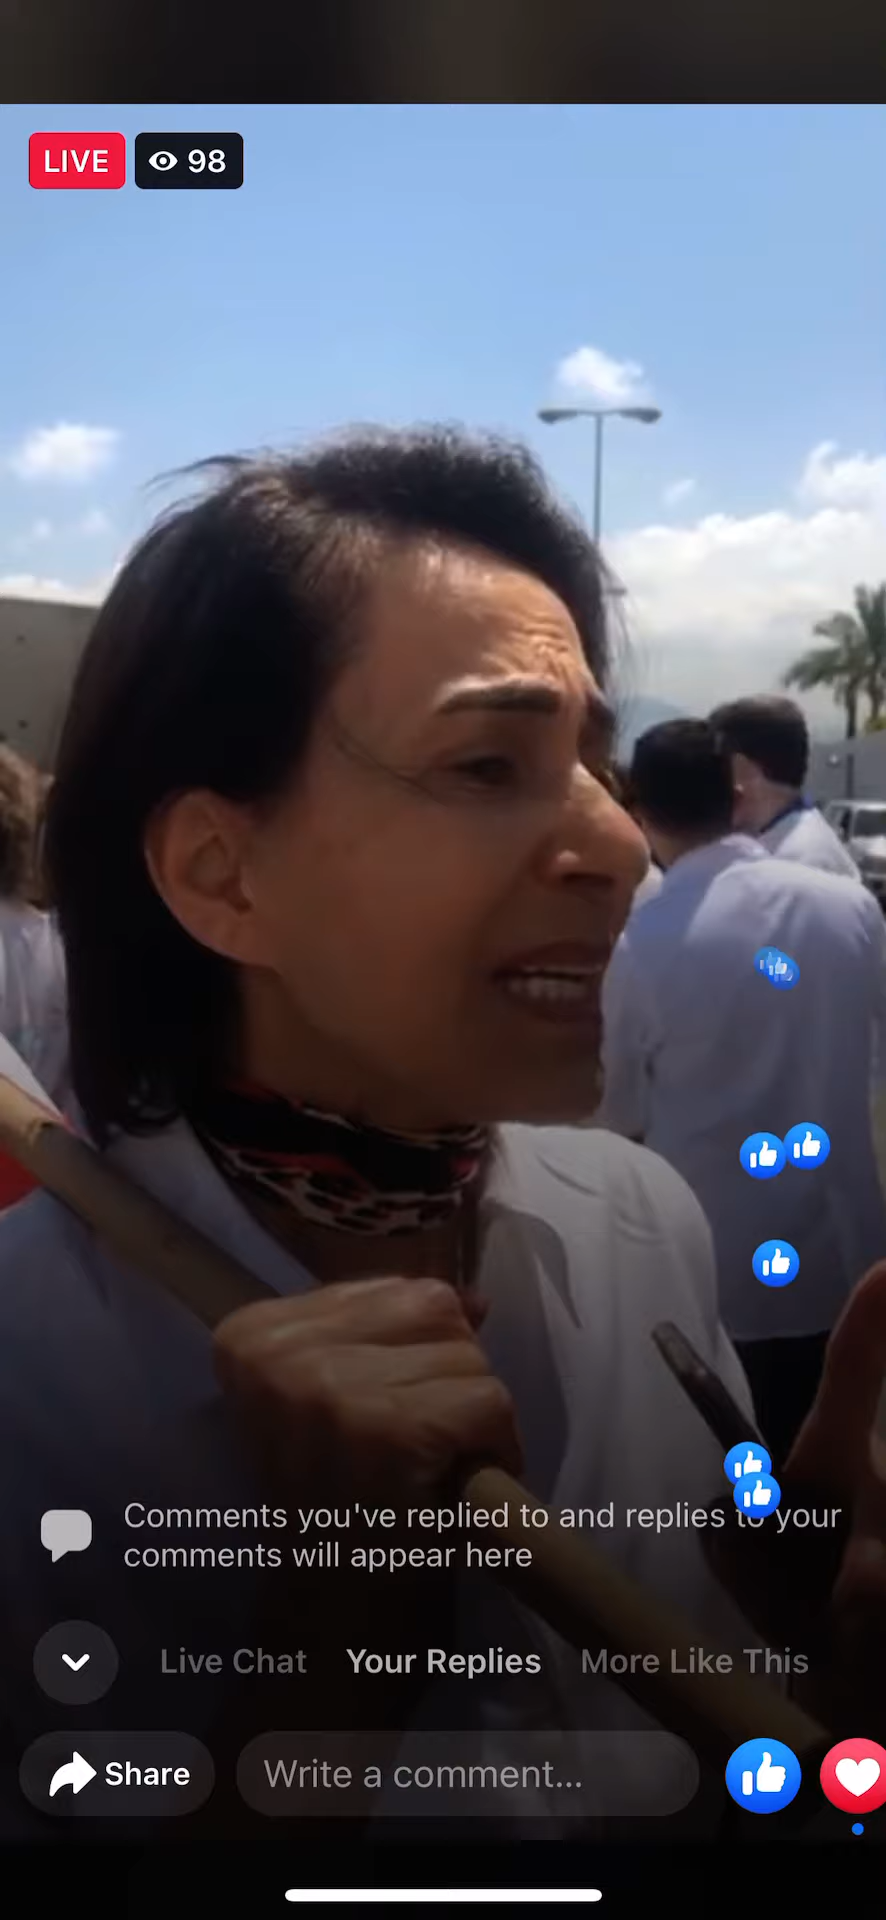 LIVE
98
Comments you've replied to and replies to your
comments will appear here
Live Chat
Your Replies
More Like This
Share
Write a comment...